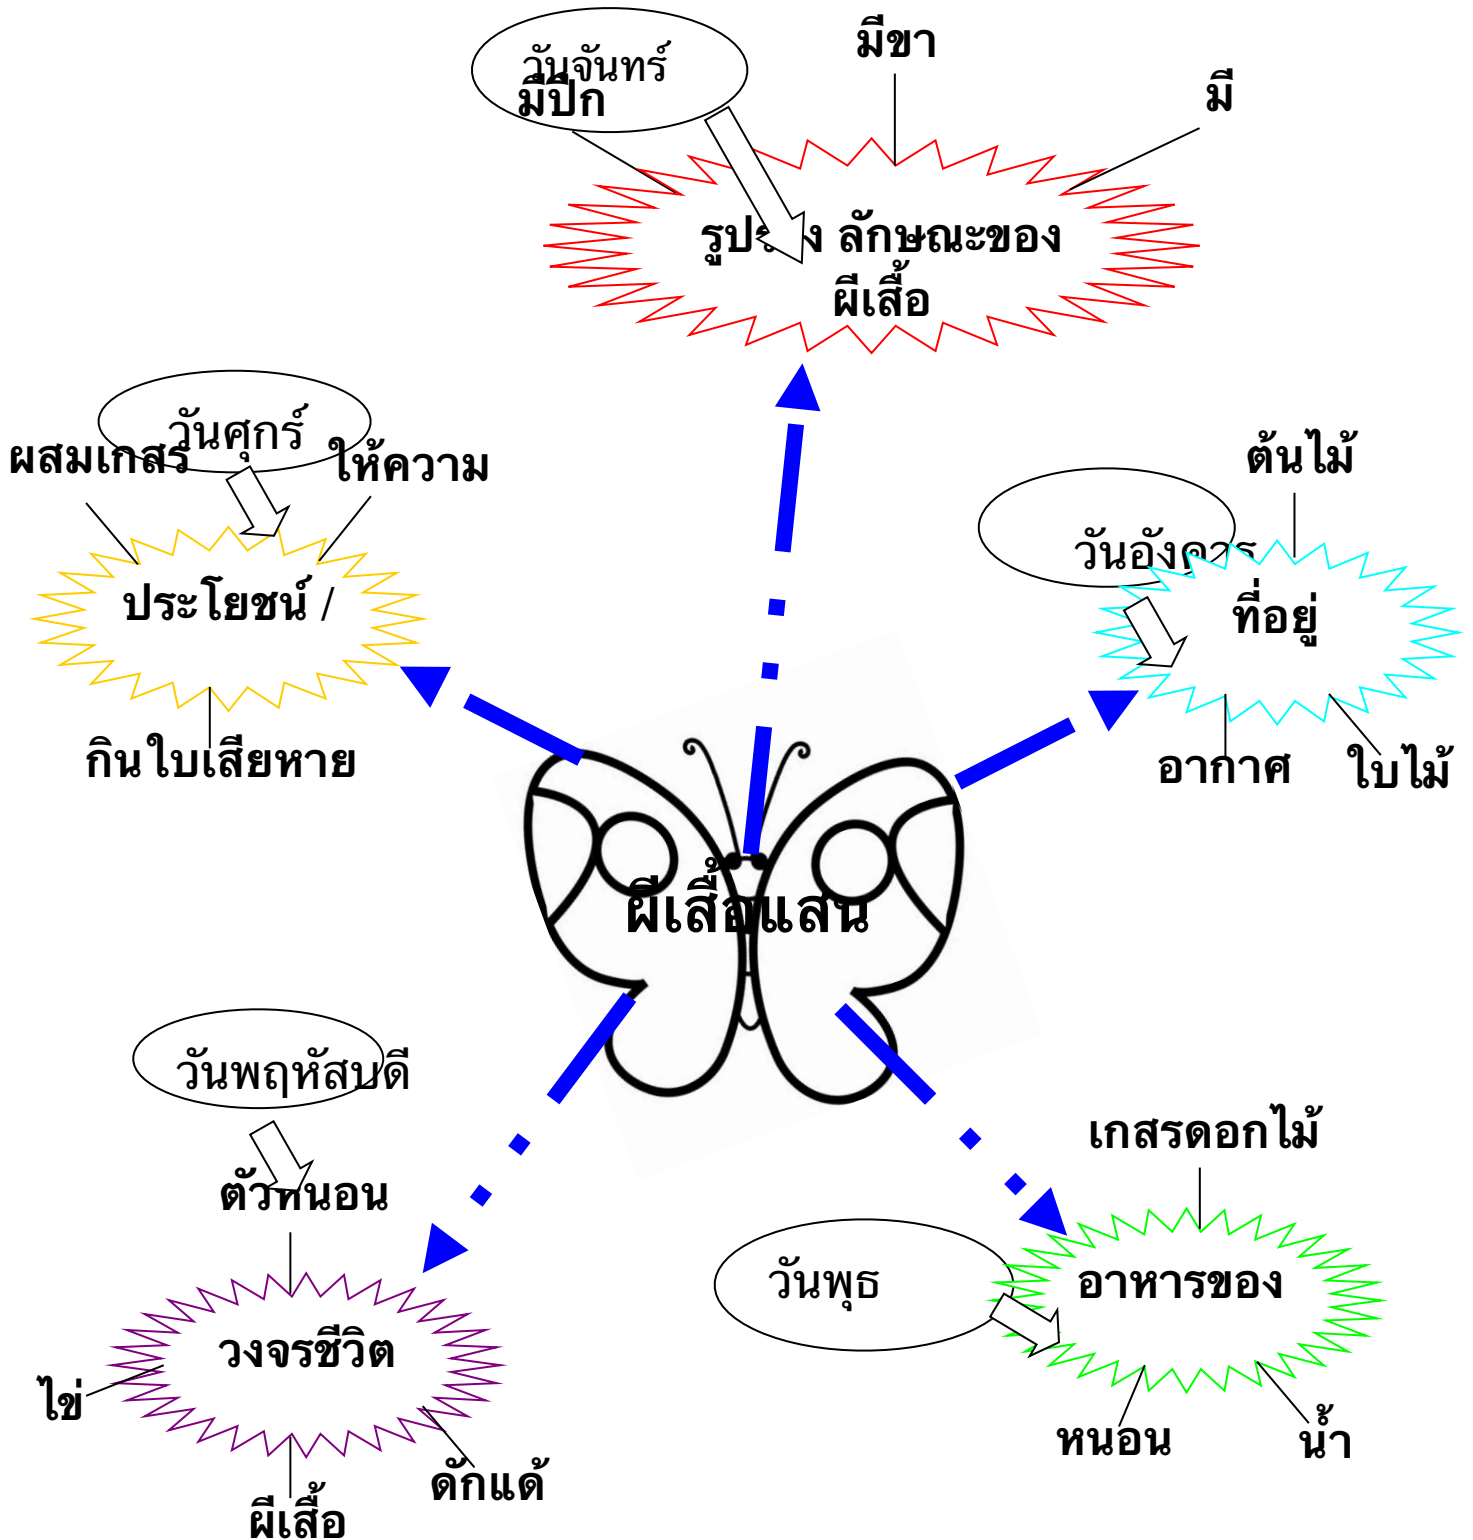 วันจันทร์
มีปีก
มีขา
มี
ลักษณะของ
ผีเสื้อ
วันศุกร์
ผสมเกสร
ให้ความ
ประโยชน์ /
กินใบเสียหาย
ต้นไม้
วันอังคาร
ที่อยู่
อากาศ
ใบไม้
ผีเสื้อแสน
วันพฤหัสบดี
ตัวหนอน
วงจรชีวิต
ไข่
ดักแด้
ผีเสื้อ
เกสรดอกไม้
วันพุธ
อาหารของ
หนอน
น้ำ